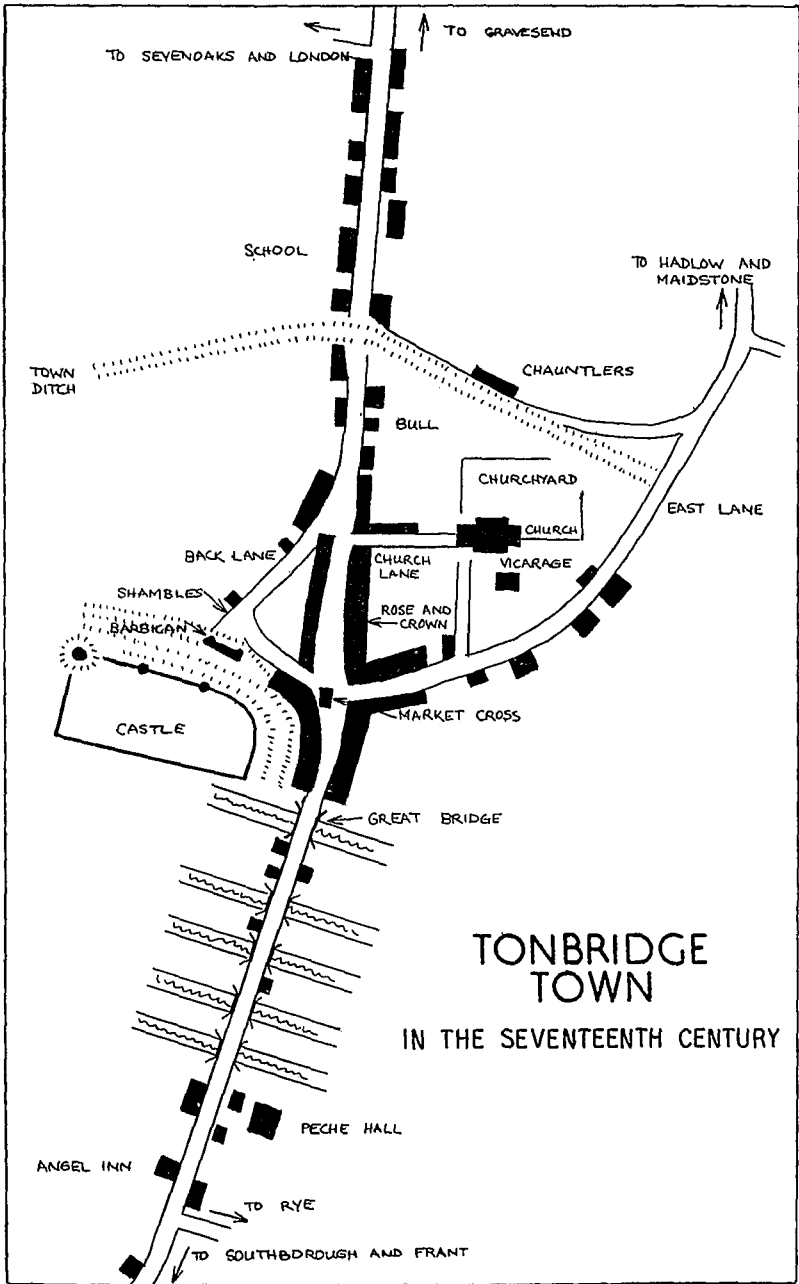 TO GRAVESEND
TO SEVENOAKS AND LONDON
SCHOOL
TO HADLOW AND
MAIDSTONE
TOWN
DITCH
CHAUNTLERS
BULL
CHURCHYARD
EAST LANE
CHURCH
BACK LANE
CHURCH
LANE
VICARAGE
SHAMBLES
ROSE AND
CROWN
BARBICAN
MARKET CROSS
CASTLE
GREAT BRIDGE
TONBRIDGE
TOWN
IN THE SEVENTEENTH CENTURY
PECHE HALL
ANGEL INN
TO RYE
TO SOUTHBOROUGH AND FRANT